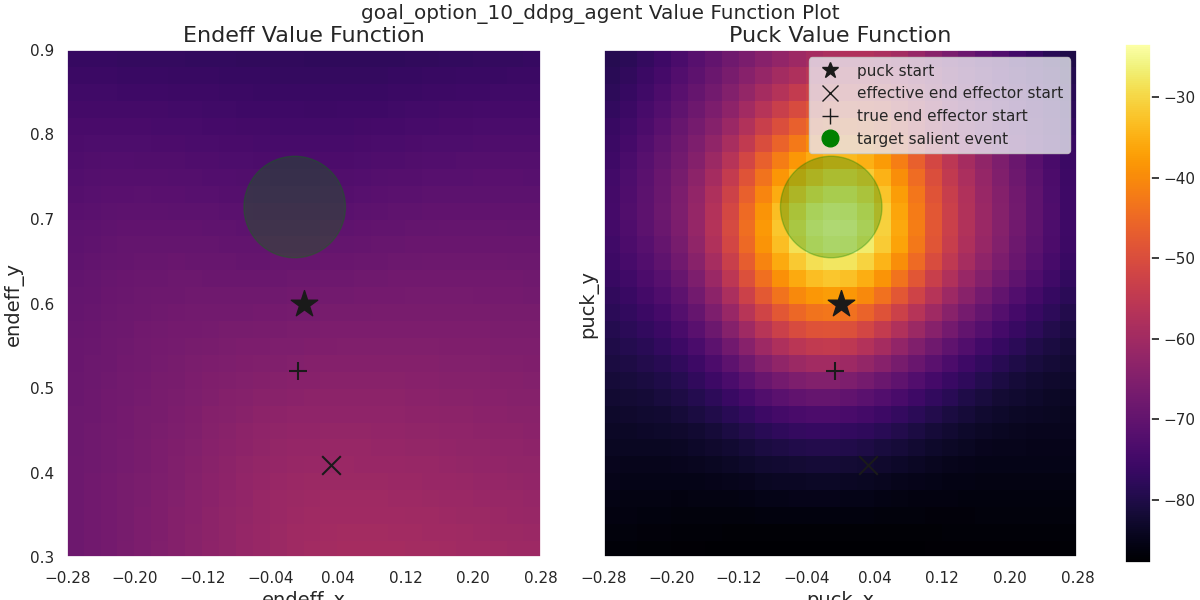 goal_option_10_ddpg_agent Value Function Plot
Endeff Value Function
Puck Value Function
endeff_y
0.9
0.8
0.7
0.6
0.5
0.4
0.3
−0.28 −0.20 −0.12 −0.04 0.04 0.12 0.20 0.28
endeff_x
puck_y
puck start
effective end effector start
true end effector start
target salient event
−0.28 −0.20 −0.12 −0.04 0.04 0.12 0.20 0.28
puck_x
−30
−40
−50
−60
−70
−80